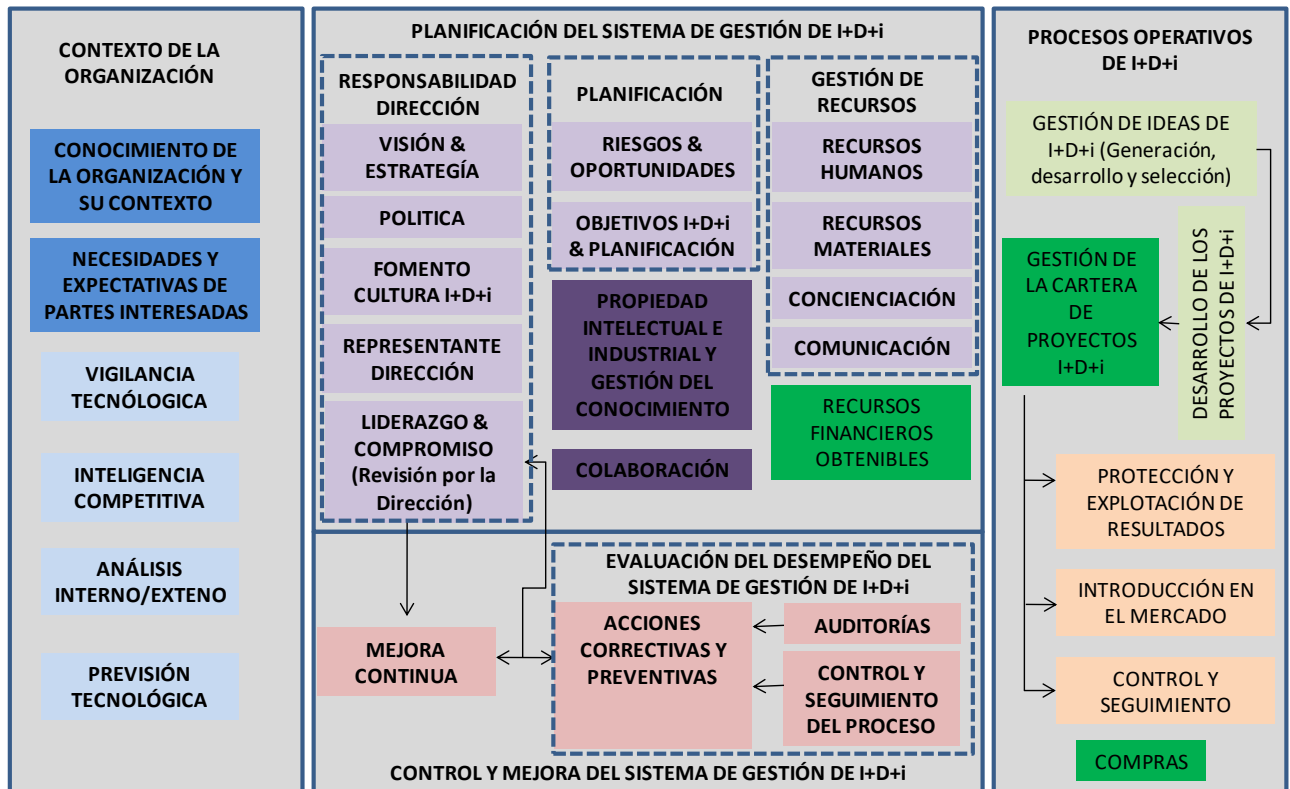 CONTEXTO DE LA
ORGANIZACIÓN
CONOCIMIENTO DE
LA ORGANIZACIÓN Y
SU CONTEXTO
NECESIDADES Y
EXPECTATIVAS DE
PARTES INTERESADAS
VIGILANCIA
TECNÓLOGICA
INTELIGENCIA
COMPETITIVA
ANÁLISIS
INTERNO/EXTENO
PREVISIÓN
TECNOLÓGICA
PLANIFICACIÓN DEL SISTEMA DE GESTIÓN DE I+D+i
RESPONSABILIDAD
DIRECCIÓN
VISIÓN &
ESTRATEGÍA
POLITICA
FOMENTO
CULTURA I+D+i
REPRESENTANTE
DIRECCIÓN
LIDERAZGO &
COMPROMISO
(Revisión por la
Dirección)
PLANIFICACIÓN
RIESGOS &
OPORTUNIDADES
OBJETIVOS I+D+i
& PLANIFICACIÓN
PROPIEDAD
INTELECTUAL E
INDUSTRIAL Y
GESTIÓN DEL
CONOCIMIENTO
COLABORACIÓN
GESTIÓN DE
RECURSOS
RECURSOS
HUMANOS
RECURSOS
MATERIALES
CONCIENCIACIÓN
COMUNICACIÓN
RECURSOS
FINANCIEROS
OBTENIBLES
EVALUACIÓN DEL DESEMPEÑO DEL
SISTEMA DE GESTIÓN DE I+D+i
MEJORA
CONTINUA
ACCIONES
CORRECTIVAS Y
PREVENTIVAS
AUDITORÍAS
CONTROL Y
SEGUIMIENTO
DEL PROCESO
CONTROL Y MEJORA DEL SISTEMA DE GESTIÓN DE I+D+i
PROCESOS OPERATIVOS
DE I+D+i
GESTIÓN DE IDEAS DE
I+D+i (Generación,
desarrollo y selección)
GESTIÓN DE
LA CARTERA
DE
PROYECTOS
I+D+i
DESARROLLO DE LOS
PROYECTOS DE I+D+i
PROTECCIÓN Y
EXPLOTACIÓN DE
RESULTADOS
INTRODUCCIÓN EN
EL MERCADO
CONTROL Y
SEGUIMIENTO
COMPRAS